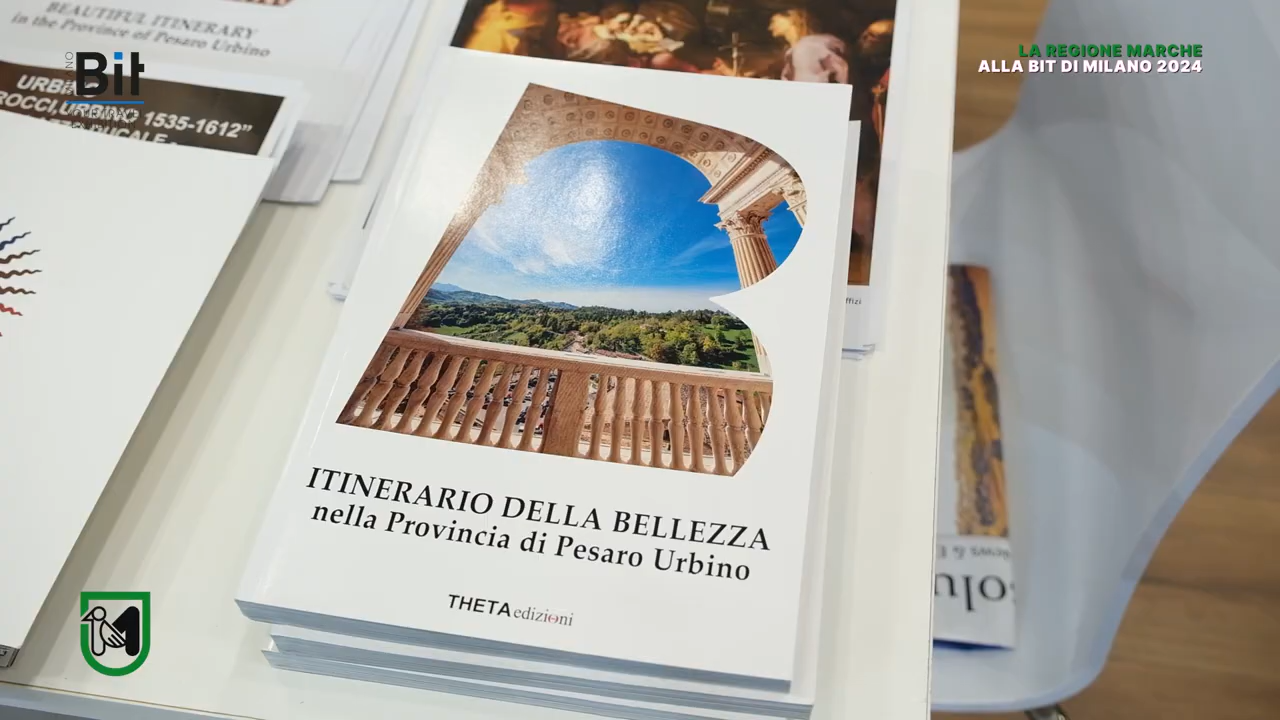 BEAUTIFUL ITINERARY
in the Province of Pesaro Urbino
Bit
LA REGIONE MARCHE
ALLA BIT DI MILANO 2024
1535-1612”
ITINERARIO DELLA BELLEZZA
nella Provincia di Pesaro Urbino
THETA edizioni